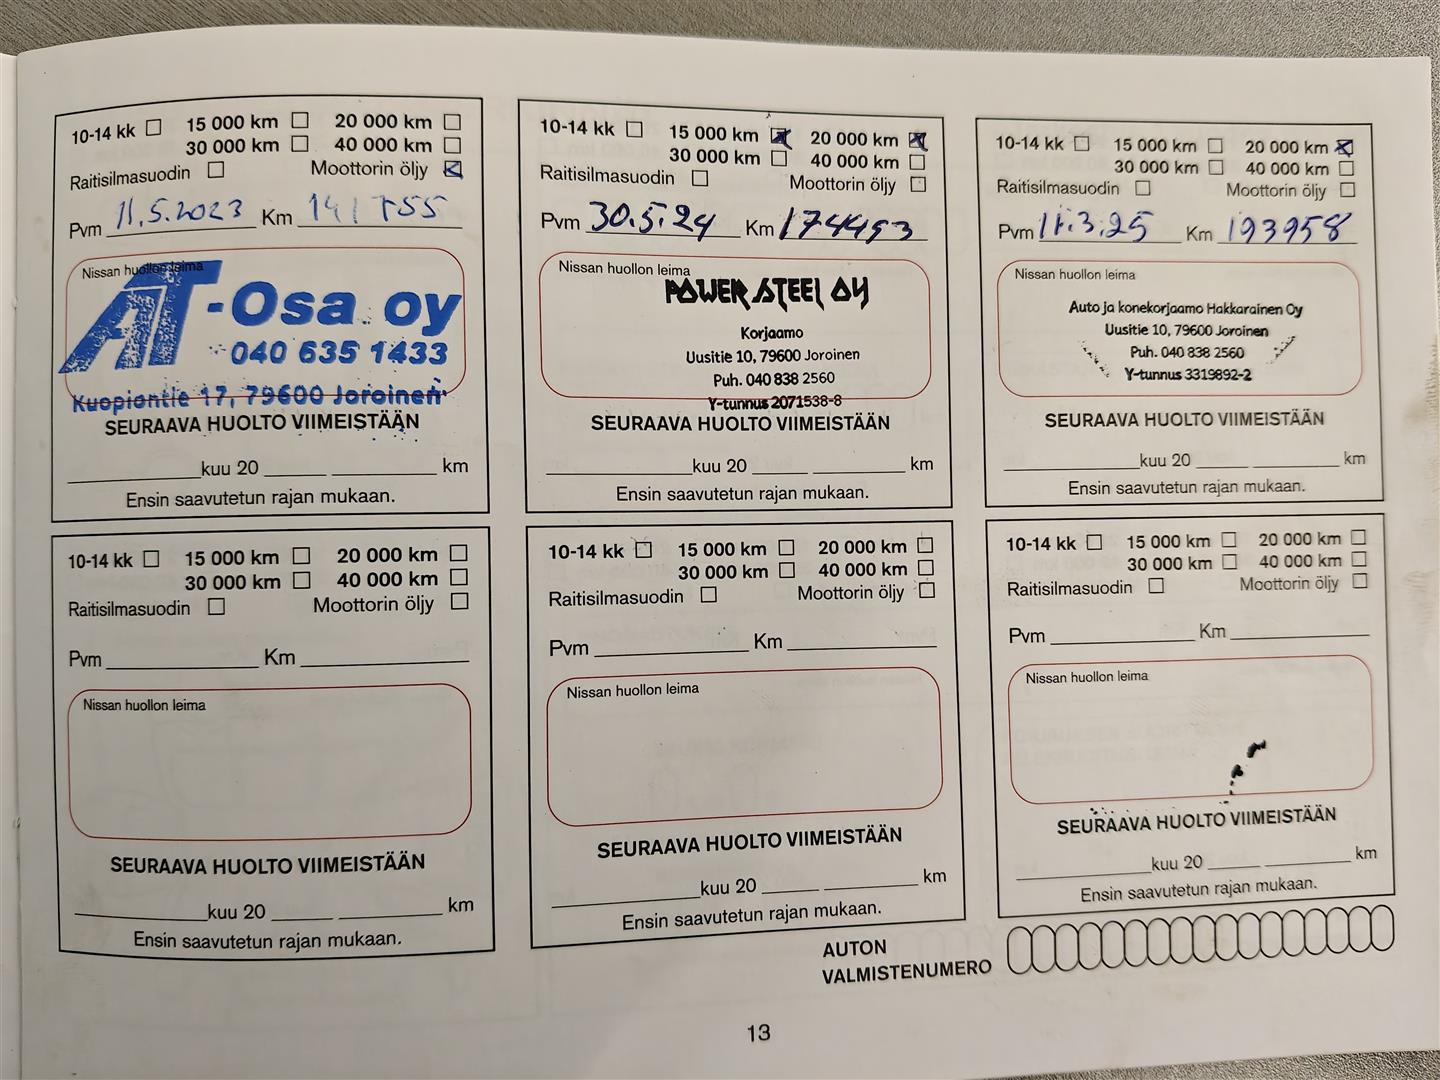 10-14 kk 15 000 km 20 000 km
30 000 km 40 000 km
Raitisilmasuodin Moottorin öljy
Pvm 11.5.2023 Km
Nissan huollon leima
AT-Osa oy
040 635 1433
Kuopiontie 17, 79600 Joroinen
SEURAAVA HUOLTO VIIMEISTÄÄN
kuu 20 km
Ensin saavutetun rajan mukaan.
10-14 kk 15 000 km 20 000 km
30 000 km 40 000 km
Raitisilmasuodin Moottorin öljy
Pvm 30.5.24 Km 174493
Nissan huollon leima
POWER STEEL OY
Korjaamo
Uusitie 10, 79600 Joroinen
Puh. 040 838 2560
Y-tunnus 2071538-8
SEURAAVA HUOLTO VIIMEISTÄÄN
kuu 20 km
Ensin saavutetun rajan mukaan.
10-14 kk 15 000 km 20 000 km
30 000 km 40 000 km
Raitisilmasuodin Moottorin öljy
Pvm 11.3.25 Km 193958
Nissan huollon leima
Auto ja konekorjaamo Hakkarainen Oy
Uusitie 10, 79600 Joroinen
Puh. 040 838 2560
Y-tunnus 3319892-2
SEURAAVA HUOLTO VIIMEISTÄÄN
kuu 20 km
Ensin saavutetun rajan mukaan.
10-14 kk 15 000 km 20 000 km
30 000 km 40 000 km
Raitisilmasuodin Moottorin öljy
Pvm Km
Nissan huollon leima
SEURAAVA HUOLTO VIIMEISTÄÄN
kuu 20 km
Ensin saavutetun rajan mukaan.
10-14 kk 15 000 km 20 000 km
30 000 km 40 000 km
Raitisilmasuodin Moottorin öljy
Pvm Km
Nissan huollon leima
SEURAAVA HUOLTO VIIMEISTÄÄN
kuu 20 km
Ensin saavutetun rajan mukaan.
10-14 kk 15 000 km 20 000 km
30 000 km 40 000 km
Raitisilmasuodin Moottorin öljy
Pvm Km
Nissan huollon leima
SEURAAVA HUOLTO VIIMEISTÄÄN
kuu 20 km
Ensin saavutetun rajan mukaan.
AUTON
VALMISTENUMERO
13